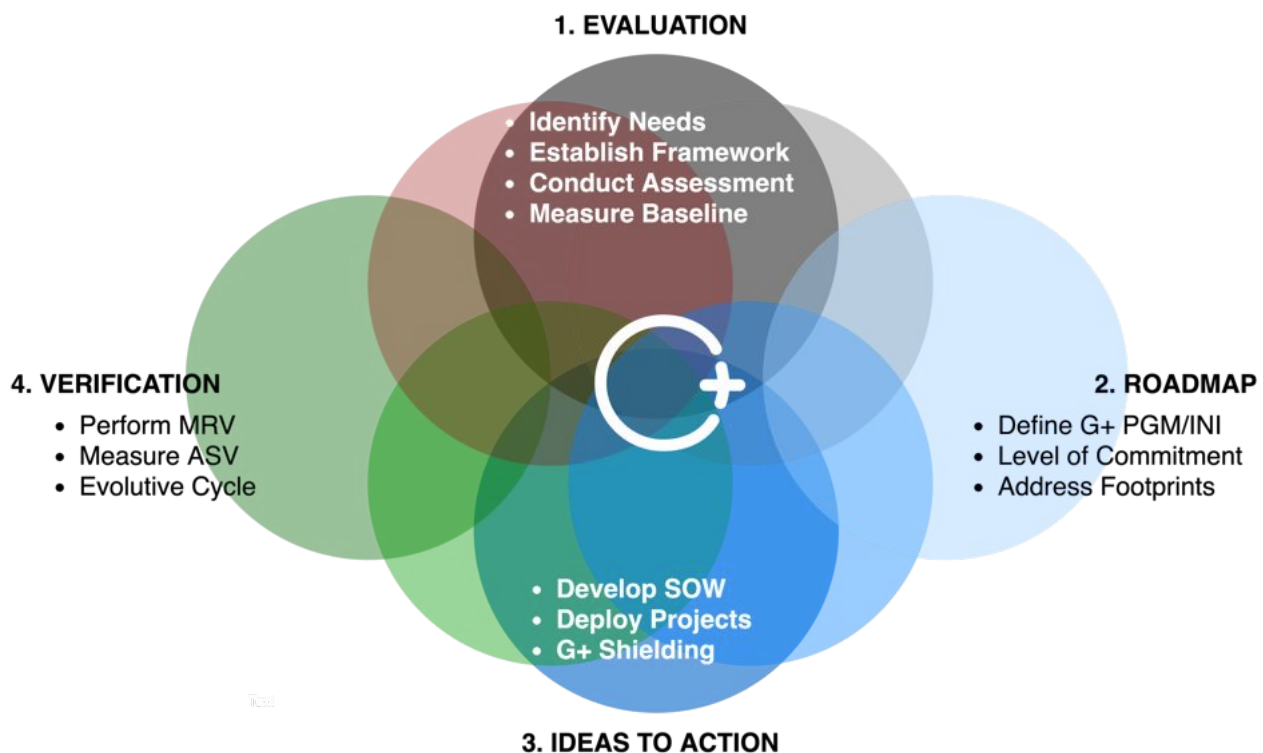 1. EVALUATION
• Identify Needs
• Establish Framework
• Conduct Assessment
• Measure Baseline
4. VERIFICATION
• Perform MRV
• Measure ASV
• Evolutive Cycle
2. ROADMAP
• Define G+ PGM/INI
• Level of Commitment
• Address Footprints
• Develop SOW
• Deploy Projects
• G+ Shielding
3. IDEAS TO ACTION